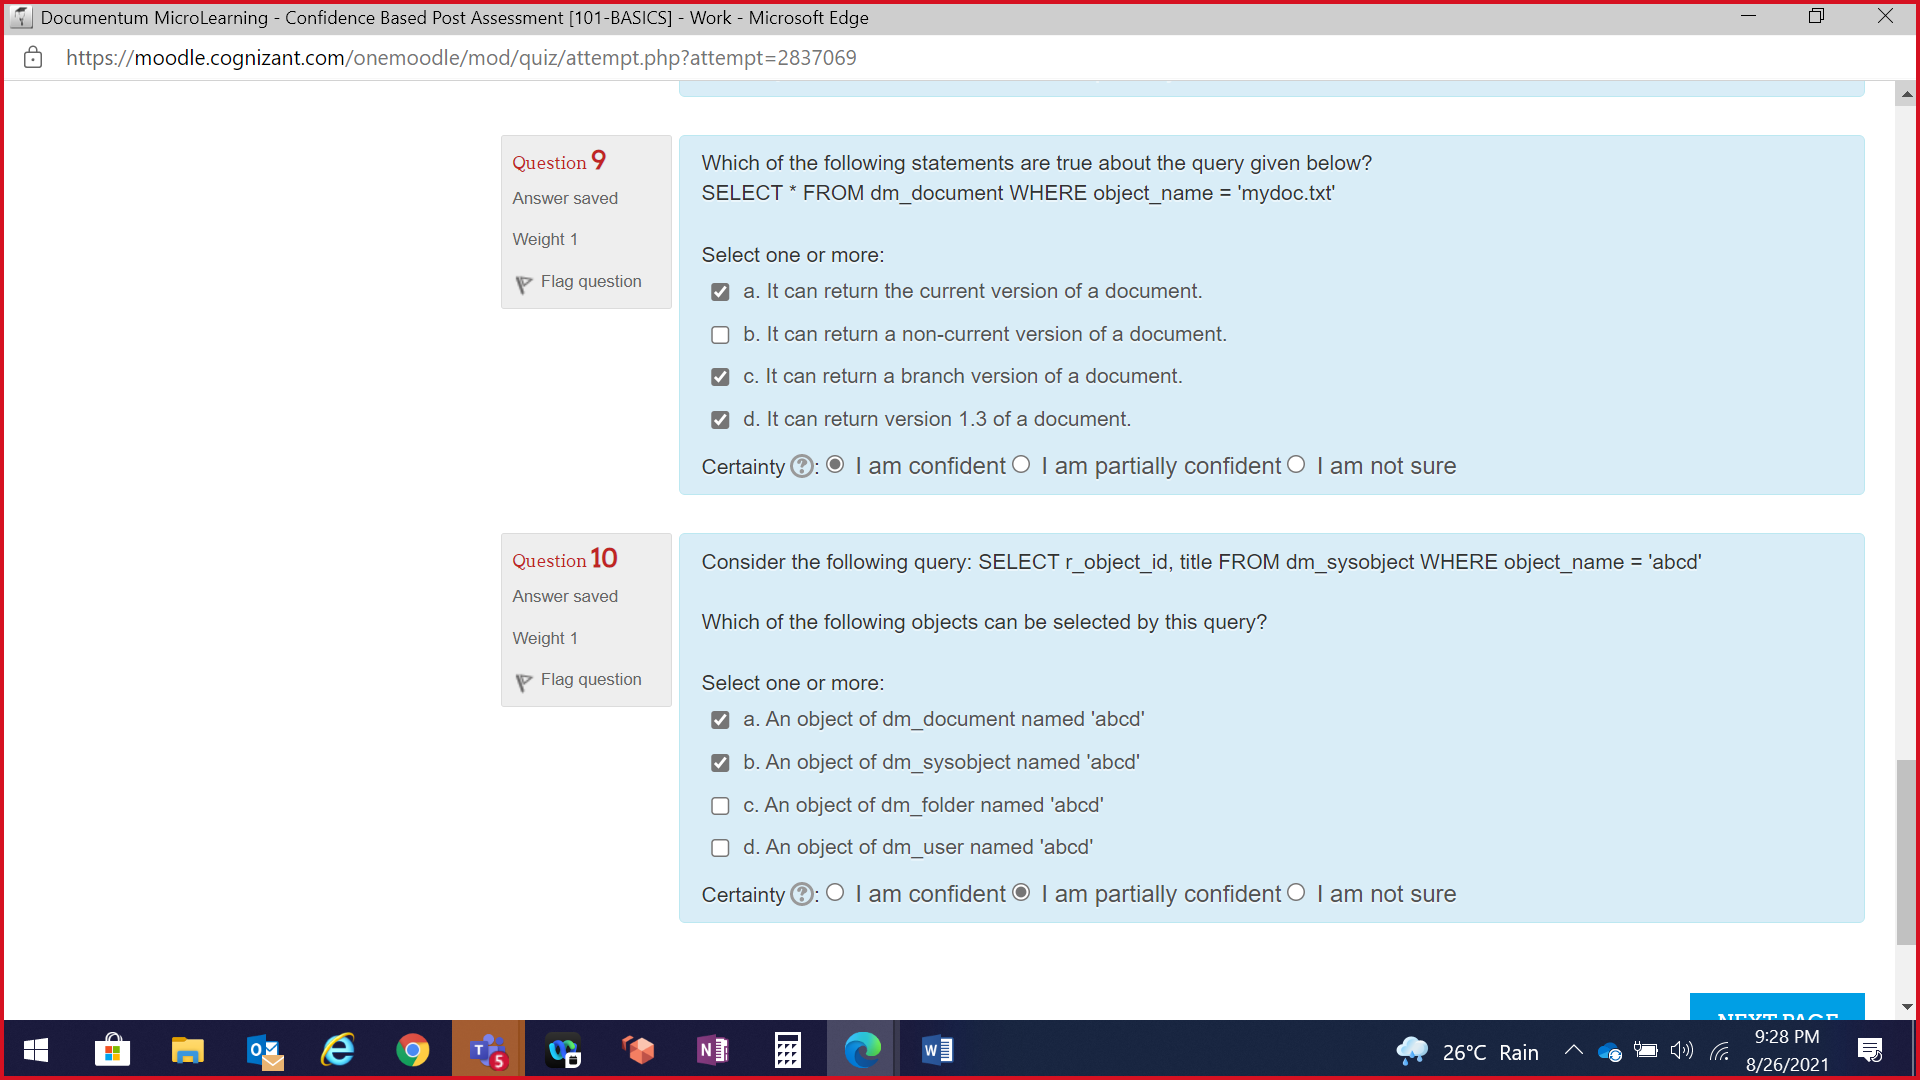 Documentum MicroLearning - Confidence Based Post Assessment [101-BASICS] - Work - Microsoft Edge
https://moodle.cognizant.com/onemoodle/mod/quiz/attempt.php?attempt=2837069
Question 9
Answer saved
Weight 1
Flag question
Which of the following statements are true about the query given below?
SELECT * FROM dm_document WHERE object_name = 'mydoc.txt'
Select one or more:
a. It can return the current version of a document.
b. It can return a non-current version of a document.
c. It can return a branch version of a document.
d. It can return version 1.3 of a document.
Certainty ?: I am confident I am partially confident I am not sure
Question 10
Answer saved
Weight 1
Flag question
Consider the following query: SELECT r_object_id, title FROM dm_sysobject WHERE object_name = 'abcd'
Which of the following objects can be selected by this query?
Select one or more:
a. An object of dm_document named 'abcd'
b. An object of dm_sysobject named 'abcd'
c. An object of dm_folder named 'abcd'
d. An object of dm_user named 'abcd'
Certainty ?: I am confident I am partially confident I am not sure
NEXT PAGE
T 5
N
W
26°C Rain
9:28 PM
8/26/2021
5